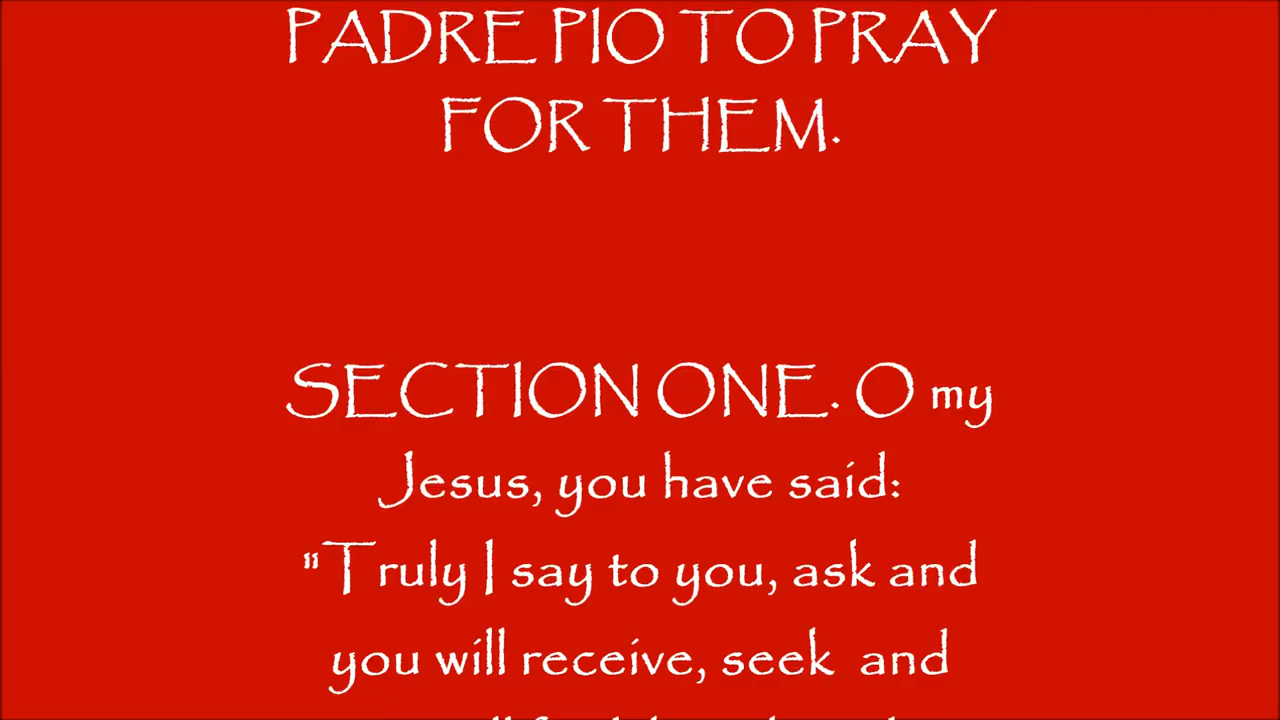 PADRE PIO TO PRAY
FOR THEM.
SECTION ONE. O my
Jesus, you have said:
"Truly I say to you, ask and
you will receive, seek  and